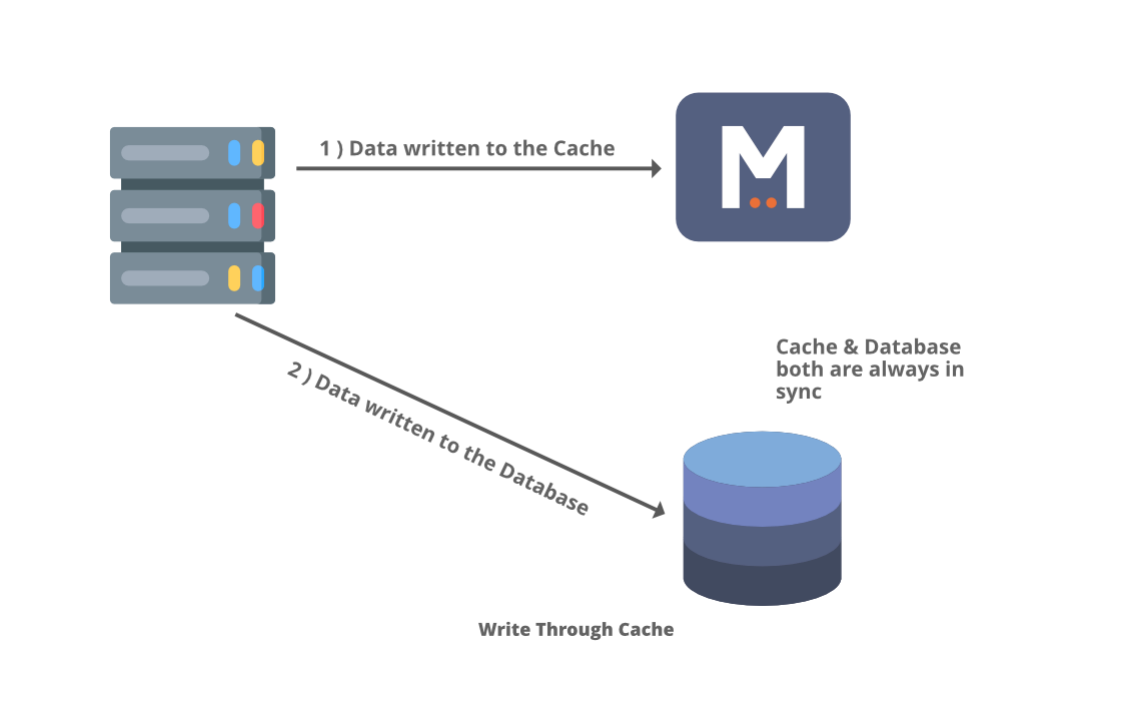 1 ) Data written to the Cache
M
2 ) Data written to the Database
Cache & Database
both are always in
sync
Write Through Cache